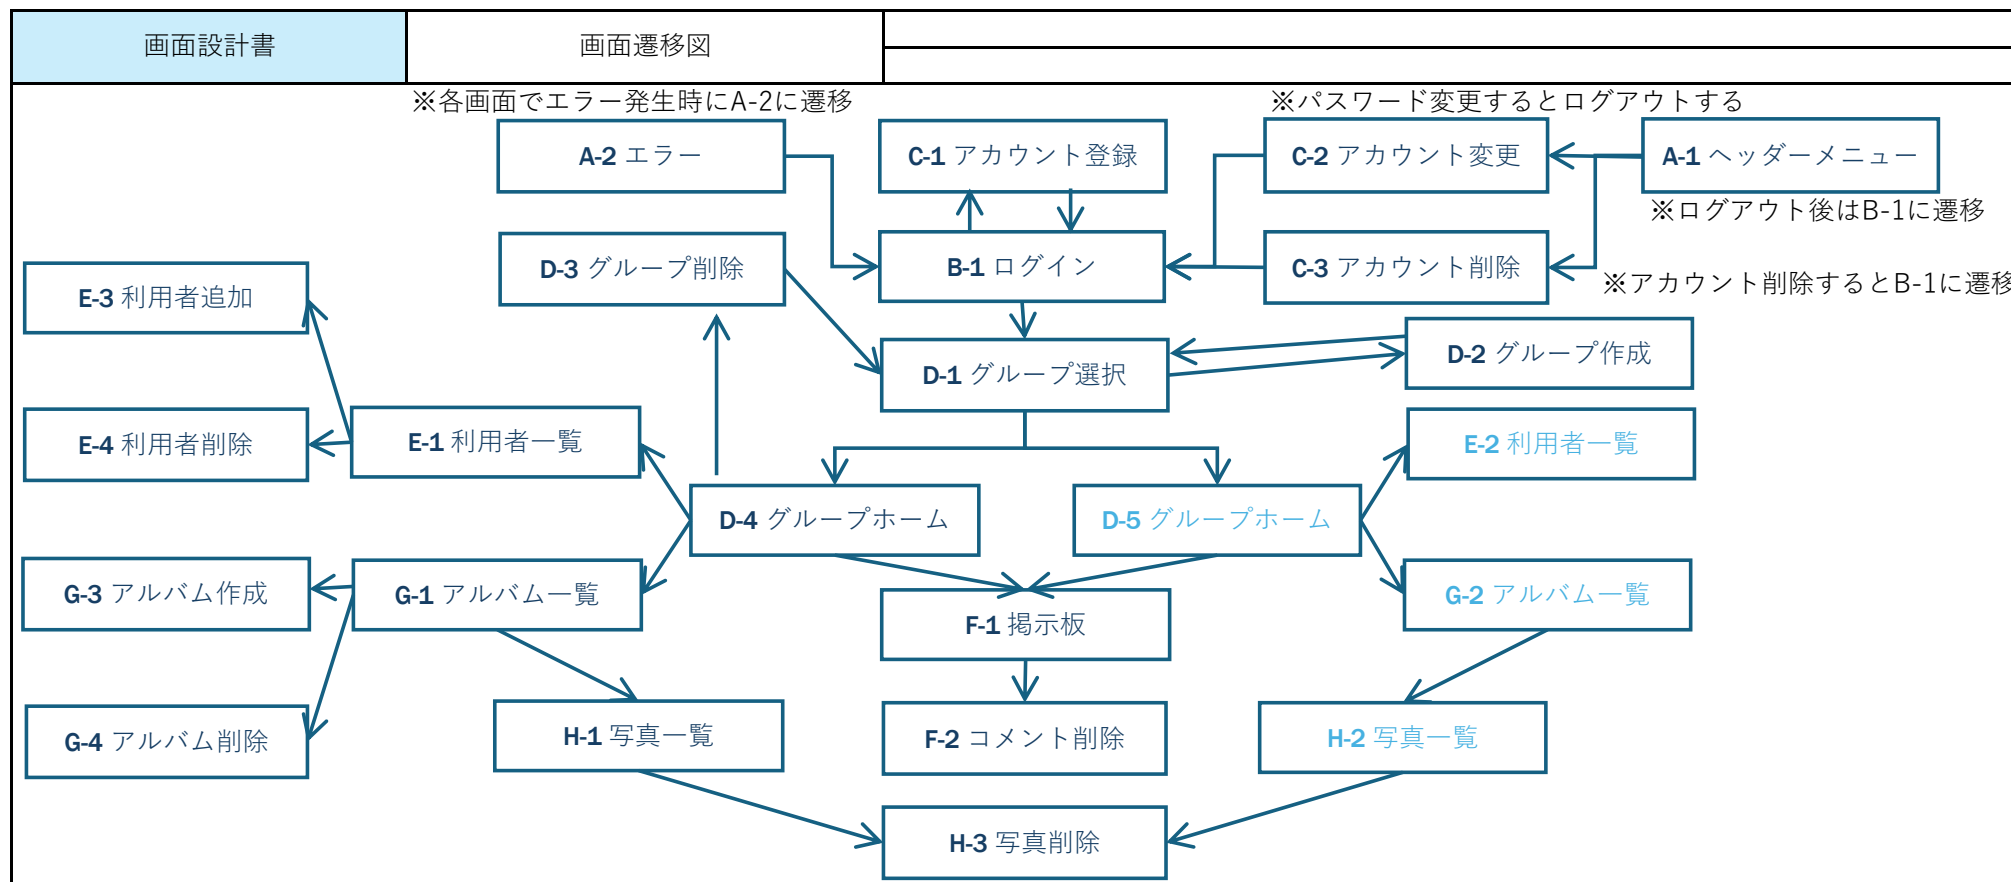 画面設計書
画面遷移図
※各画面でエラー発生時にA-2に遷移
※パスワード変更するとログアウトする
A-2 エラー
C-1 アカウント登録
C-2 アカウント変更
A-1 ヘッダーメニュー
※ログアウト後はB-1に遷移
D-3 グループ削除
B-1 ログイン
C-3 アカウント削除
※アカウント削除するとB-1に遷移
E-3 利用者追加
D-1 グループ選択
D-2 グループ作成
E-4 利用者削除
E-1 利用者一覧
E-2 利用者一覧
D-4 グループホーム
D-5 グループホーム
G-3 アルバム作成
G-1 アルバム一覧
F-1 掲示板
G-2 アルバム一覧
G-4 アルバム削除
H-1 写真一覧
F-2 コメント削除
H-2 写真一覧
H-3 写真削除